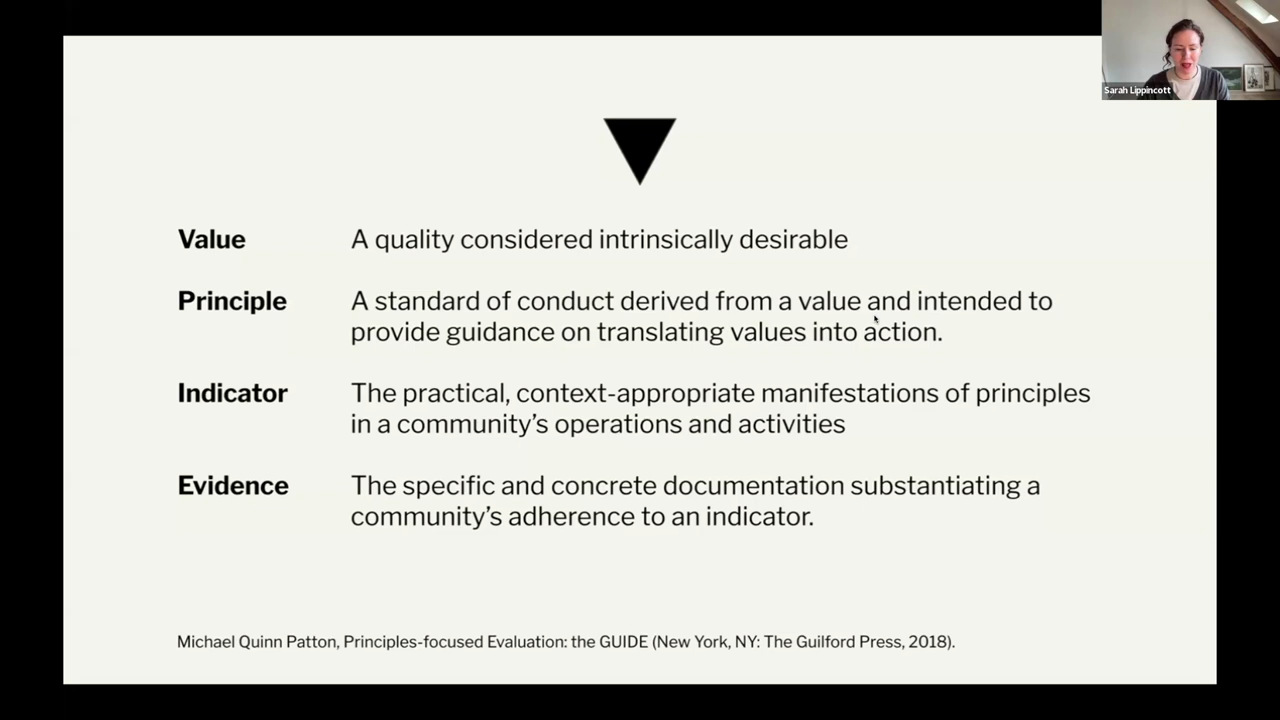 Sarah Lippincott
Value
A quality considered intrinsically desirable
Principle
A standard of conduct derived from a value and intended to
provide guidance on translating values into action.
Indicator
The practical, context-appropriate manifestations of principles
in a community’s operations and activities
Evidence
The specific and concrete documentation substantiating a
community’s adherence to an indicator.
Michael Quinn Patton, Principles-focused Evaluation: the GUIDE (New York, NY: The Guilford Press, 2018).